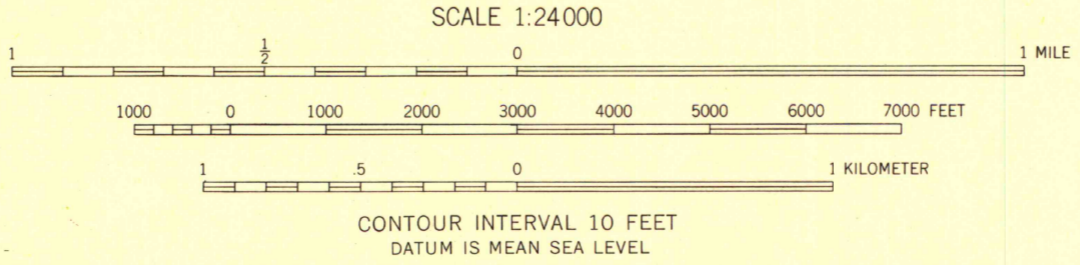 SCALE 1:24000
1 ½ 0 1 MILE
1000 0 1000 2000 3000 4000 5000 6000 7000 FEET
1 .5 0 1 KILOMETER
CONTOUR INTERVAL 10 FEET
DATUM IS MEAN SEA LEVEL